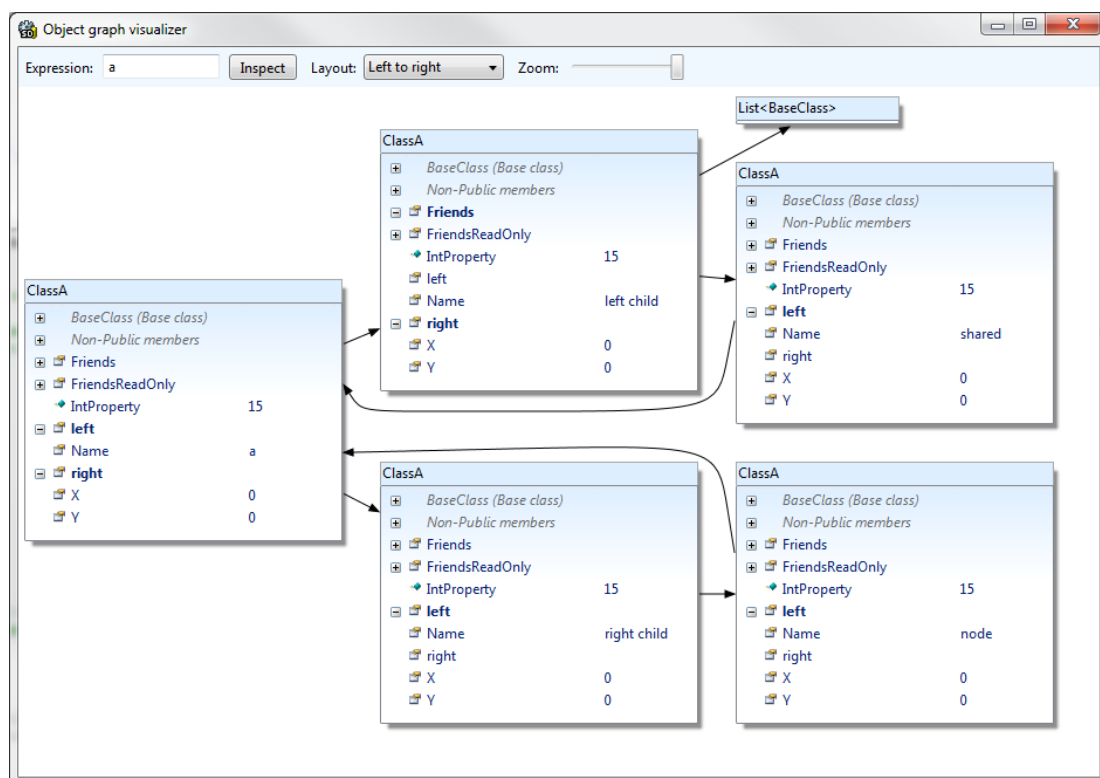 Object graph visualizer
Expression: a Inspect Layout: Left to right Zoom:
List<BaseClass>
ClassA
BaseClass (Base class)
Non-Public members
Friends
FriendsReadOnly
IntProperty 15
left
Name left child
right
X 0
Y 0
ClassA
BaseClass (Base class)
Non-Public members
Friends
FriendsReadOnly
IntProperty 15
left
Name shared
right
X 0
Y 0
ClassA
BaseClass (Base class)
Non-Public members
Friends
FriendsReadOnly
IntProperty 15
left
Name a
right
X 0
Y 0
ClassA
BaseClass (Base class)
Non-Public members
Friends
FriendsReadOnly
IntProperty 15
left
Name right child
right
X 0
Y 0
ClassA
BaseClass (Base class)
Non-Public members
Friends
FriendsReadOnly
IntProperty 15
left
Name node
right
X 0
Y 0